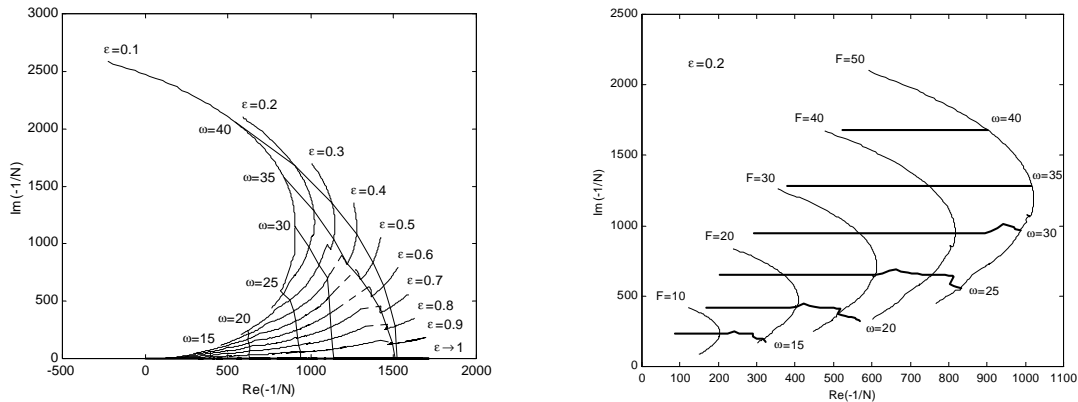 3000
2500
2000
1500
1000
500
0
-500
0
500
1000
1500
2000
Im (-1/N)
Re(-1/N)
ε=0.1
ε=0.2
ω=40
ε=0.3
ω=35
ε=0.4
ω=30
ε=0.5
ε=0.6
ω=25
ε=0.7
ω=20
ε=0.8
ω=15
ε=0.9
ε→1
2500
2000
1500
1000
500
0
0
100
200
300
400
500
600
700
800
900
1000
1100
Im (-1/N)
Re(-1/N)
ε=0.2
F=50
F=40
ω=40
F=30
ω=35
F=20
ω=30
F=10
ω=25
ω=20
ω=15